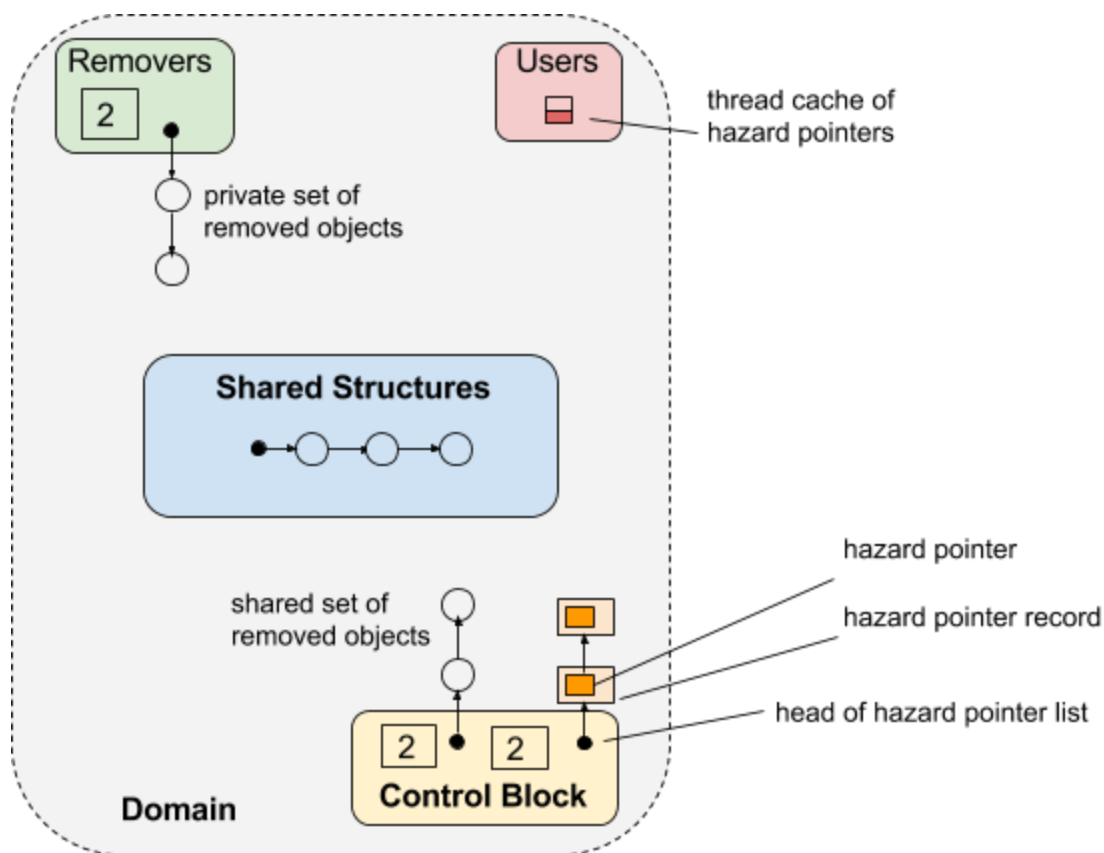 Removers
2
Users
thread cache of
hazard pointers
private set of
removed objects
Shared Structures
hazard pointer
shared set of
removed objects
hazard pointer record
head of hazard pointer list
2
2
Control Block
Domain